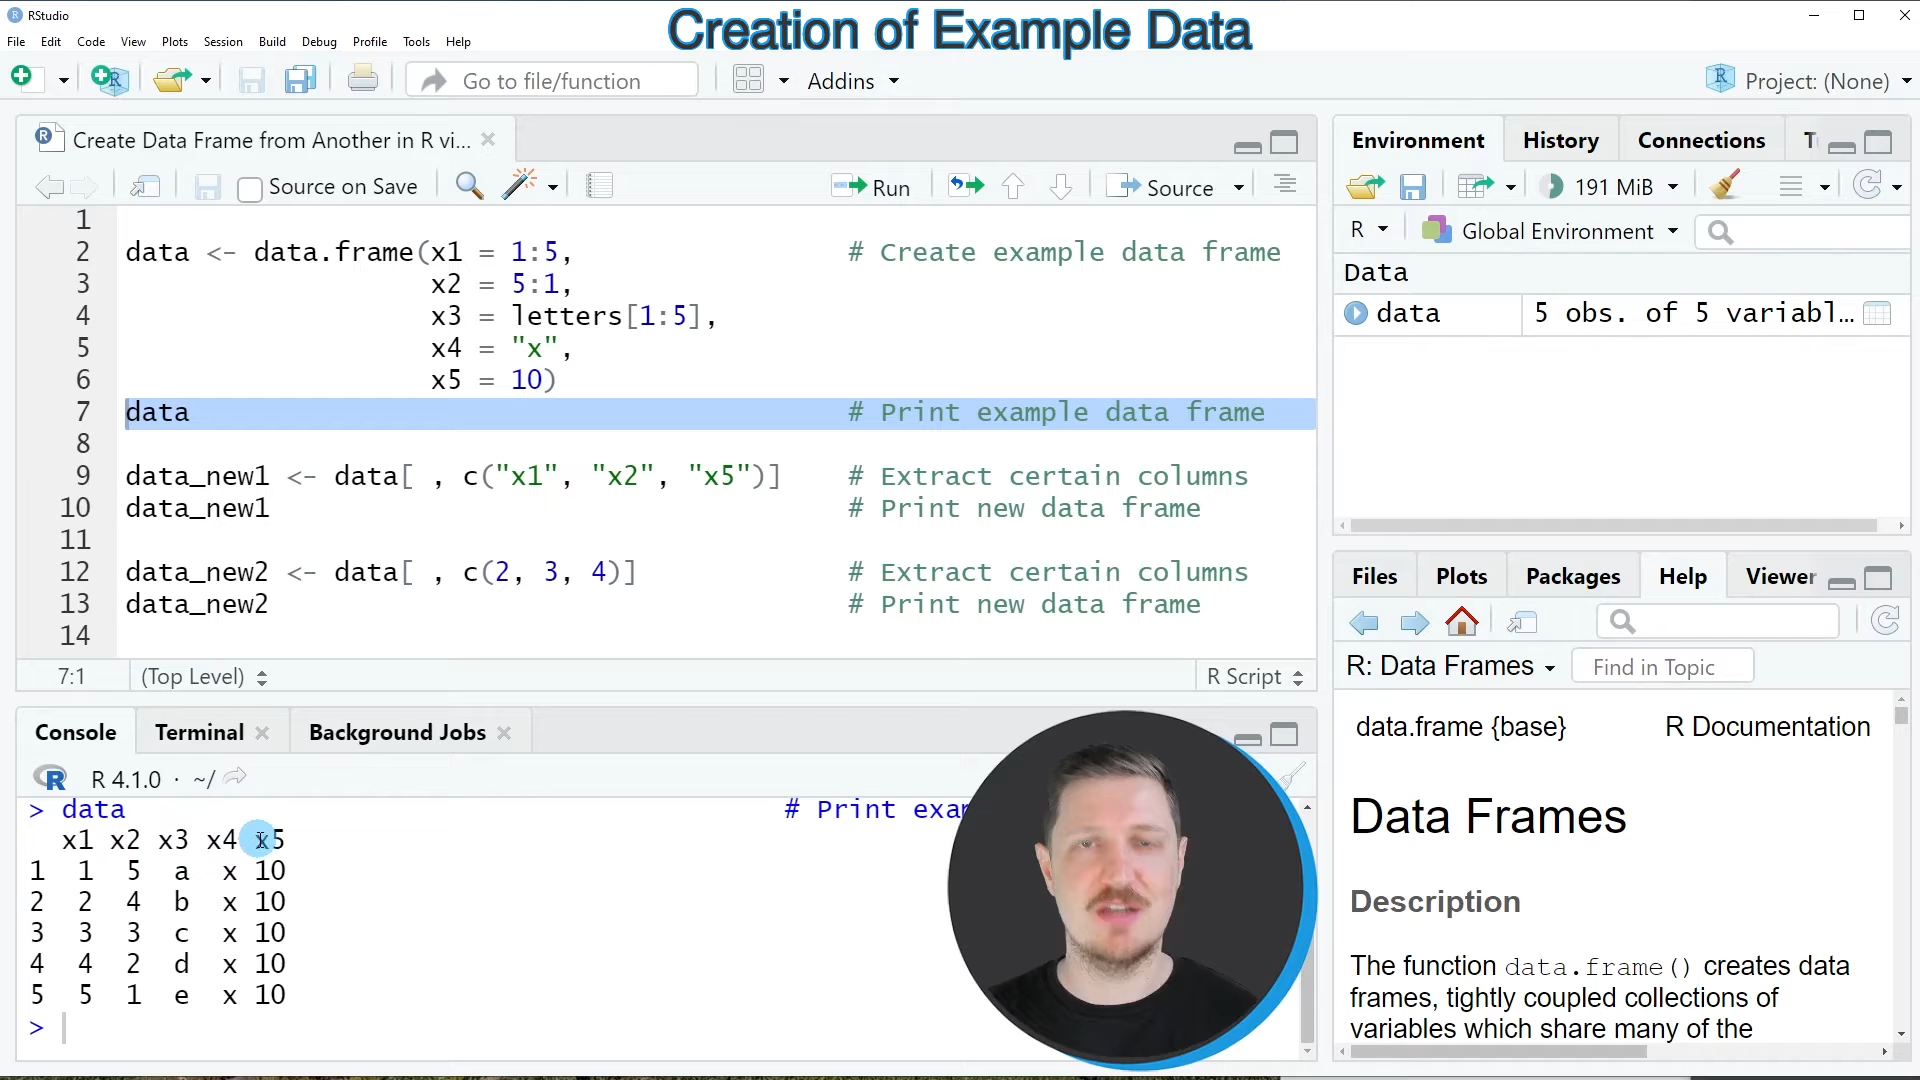 RStudio
Creation of Example Data
File Edit Code View Plots Session Build Debug Profile Tools Help
Go to file/function
Addins
Project: (None)
Create Data Frame from Another in R vi...
Source on Save
Run
Source
1
2 data <- data.frame(x1 = 1:5, # Create example data frame
3 x2 = 5:1,
4 x3 = letters[1:5],
5 x4 = "x",
6 x5 = 10)
7 data # Print example data frame
8
9 data_new1 <- data[ , c("x1", "x2", "x5")] # Extract certain columns
10 data_new1 # Print new data frame
11
12 data_new2 <- data[ , c(2, 3, 4)] # Extract certain columns
13 data_new2 # Print new data frame
14
7:1 (Top Level) R Script
Console Terminal Background Jobs
R 4.1.0 · ~/
> data # Print exam
x1 x2 x3 x4 x5
1 1 5 a x 10
2 2 4 b x 10
3 3 3 c x 10
4 4 2 d x 10
5 5 1 e x 10
>
Environment History Connections
191 MiB
R Global Environment
Data
data 5 obs. of 5 variabl...
Files Plots Packages Help Viewer
R: Data Frames Find in Topic
data.frame {base} R Documentation
Data Frames
Description
The function data.frame() creates data
frames, tightly coupled collections of
variables which share many of the